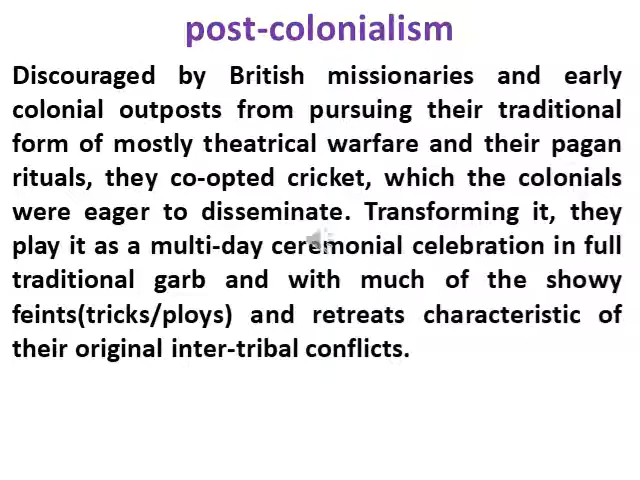 post-colonialism
Discouraged by British missionaries and early
colonial outposts from pursuing their traditional
form of mostly theatrical warfare and their pagan
rituals, they co-opted cricket, which the colonials
were eager to disseminate. Transforming it, they
play it as a multi-day ceremonial celebration in full
traditional garb and with much of the showy
feints(tricks/ploys) and retreats characteristic of
their original inter-tribal conflicts.